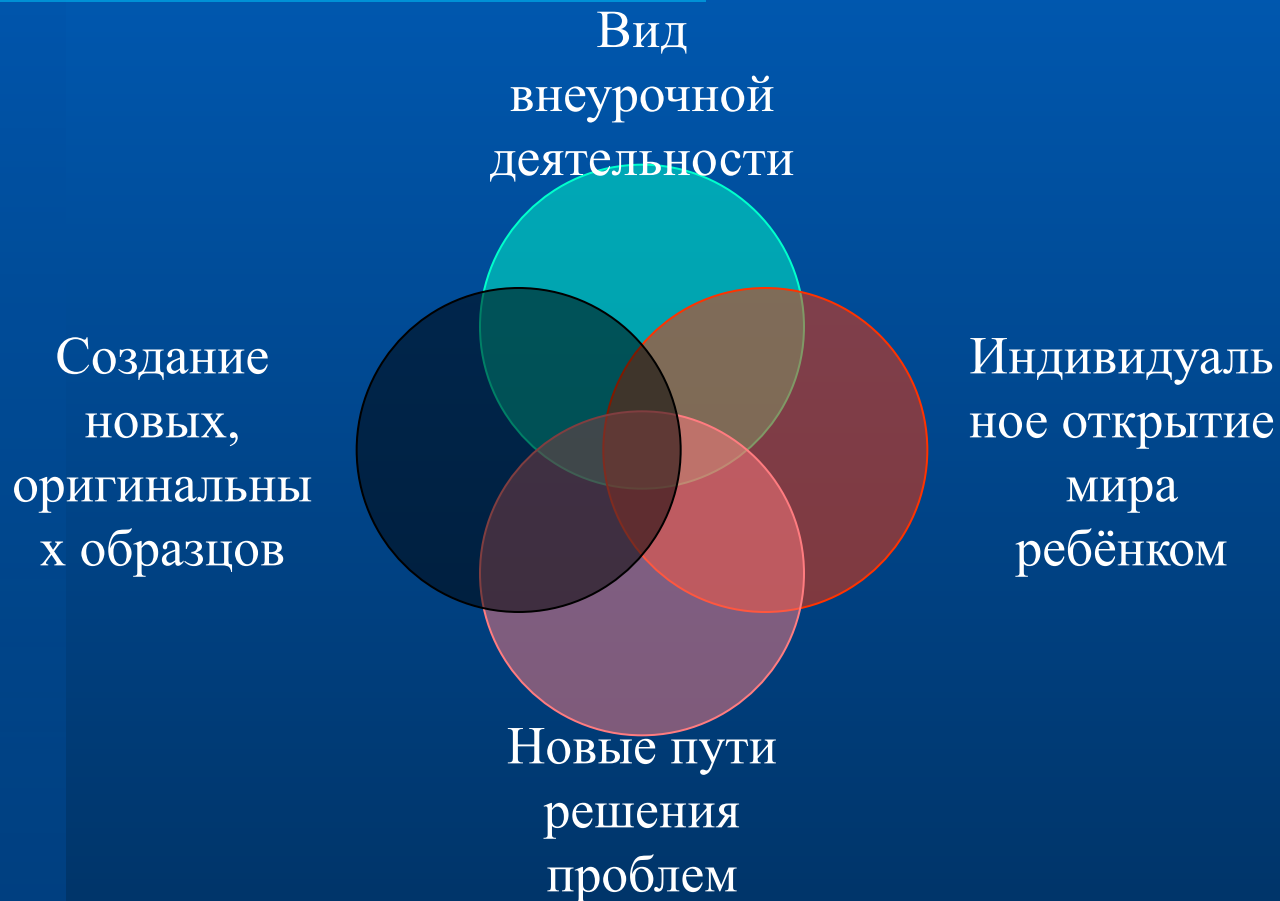 Вид
внеурочной
деятельности
Создание
новых,
оригинальны
х образцов
Индивидуаль
ное открытие
мира
ребёнком
Новые пути
решения
проблем